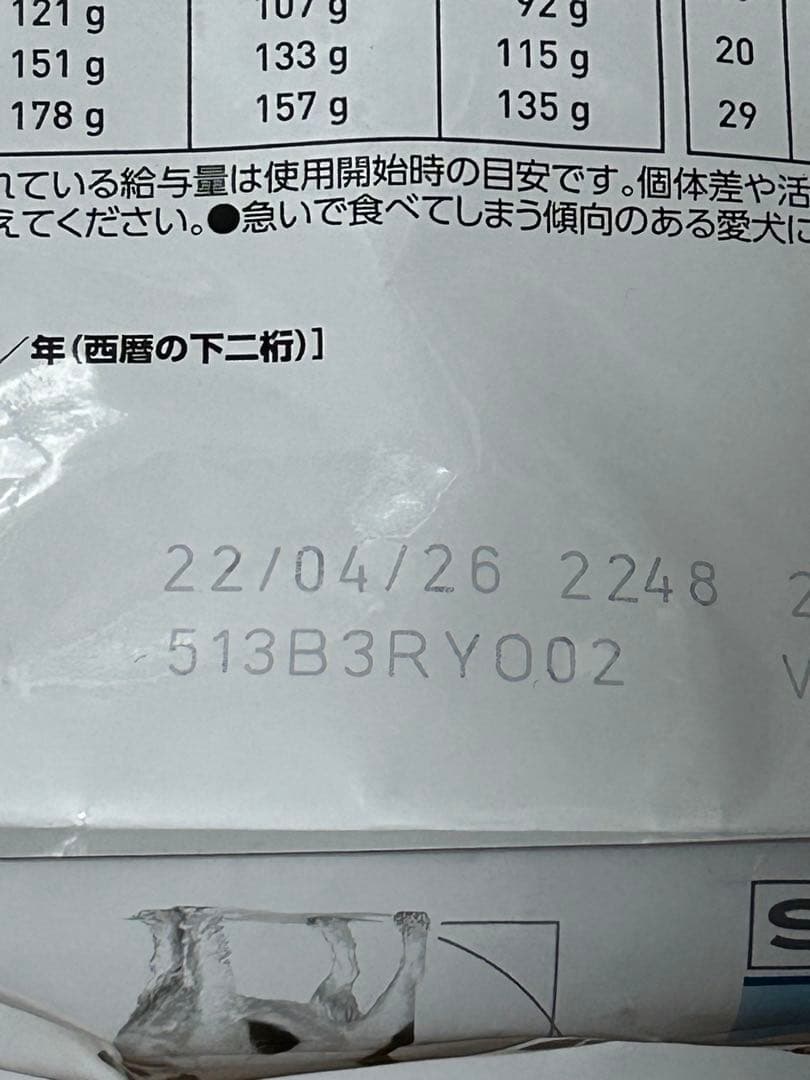 121 g 107 g 92 g
151 g 133 g 115 g 20
178 g 157 g 135 g 29
れている給与量は使用開始時の目安です。個体差や活
えてください。●急いで食べてしまう傾向のある愛犬に
／年(西暦の下二桁)]
22/04/26 2248 2
513B3RY002 V
S